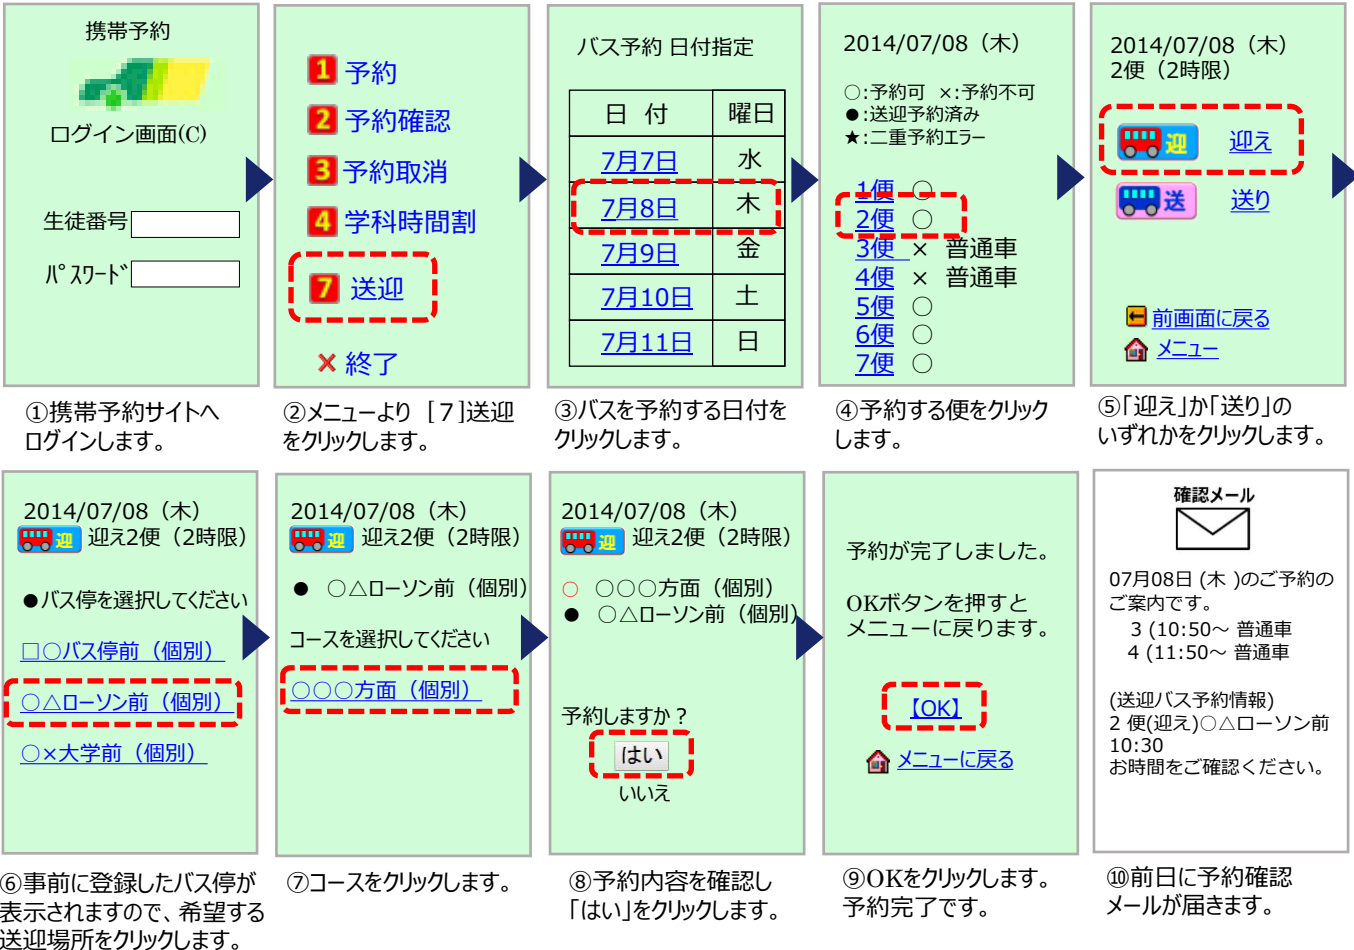 携帯予約
ログイン画面(C)
生徒番号
パスワード
①携帯予約サイトへ
ログインします。
1 予約
2 予約確認
3 予約取消
4 学科時間割
7 送迎
×終了
②メニューより [７]送迎
をクリックします。
バス予約 日付指定
日 付 曜日
7月7日 水
7月8日 木
7月9日 金
7月10日 土
7月11日 日
③バスを予約する日付を
クリックします。
2014/07/08（木）
○:予約可 ×:予約不可
●:送迎予約済み
★:二重予約エラー
1便 ○
2便 ○
3便 × 普通車
4便 × 普通車
5便 ○
6便 ○
7便 ○
④予約する便をクリック
します。
2014/07/08（木）
2便（2時限）
迎 迎え
送 送り
前画面に戻る
メニュー
⑤「迎え」か「送り」の
いずれかをクリックします。
2014/07/08（木）
迎 迎え2便（2時限）
●バス停を選択してください
□○バス停前（個別）
○△ローソン前（個別）
○×大学前（個別）
⑥事前に登録したバス停が
表示されますので、希望する
送迎場所をクリックします。
2014/07/08（木）
迎 迎え2便（2時限）
● ○△ローソン前（個別）
コースを選択してください
○○○方面（個別）
⑦コースをクリックします。
2014/07/08（木）
迎 迎え2便（2時限）
○ ○○○方面（個別）
● ○△ローソン前（個別）
予約しますか？
はい
いいえ
⑧予約内容を確認し
「はい」をクリックします。
予約が完了しました。
OKボタンを押すと
メニューに戻ります。
【OK】
メニューに戻る
⑨OKをクリックします。
予約完了です。
確認メール
07月08日 (木 )のご予約の
ご案内です。
3 (10:50～ 普通車
4 (11:50～ 普通車
(送迎バス予約情報)
2 便(迎え)○△ローソン前
10:30
お時間をご確認ください。
⑩前日に予約確認
メールが届きます。